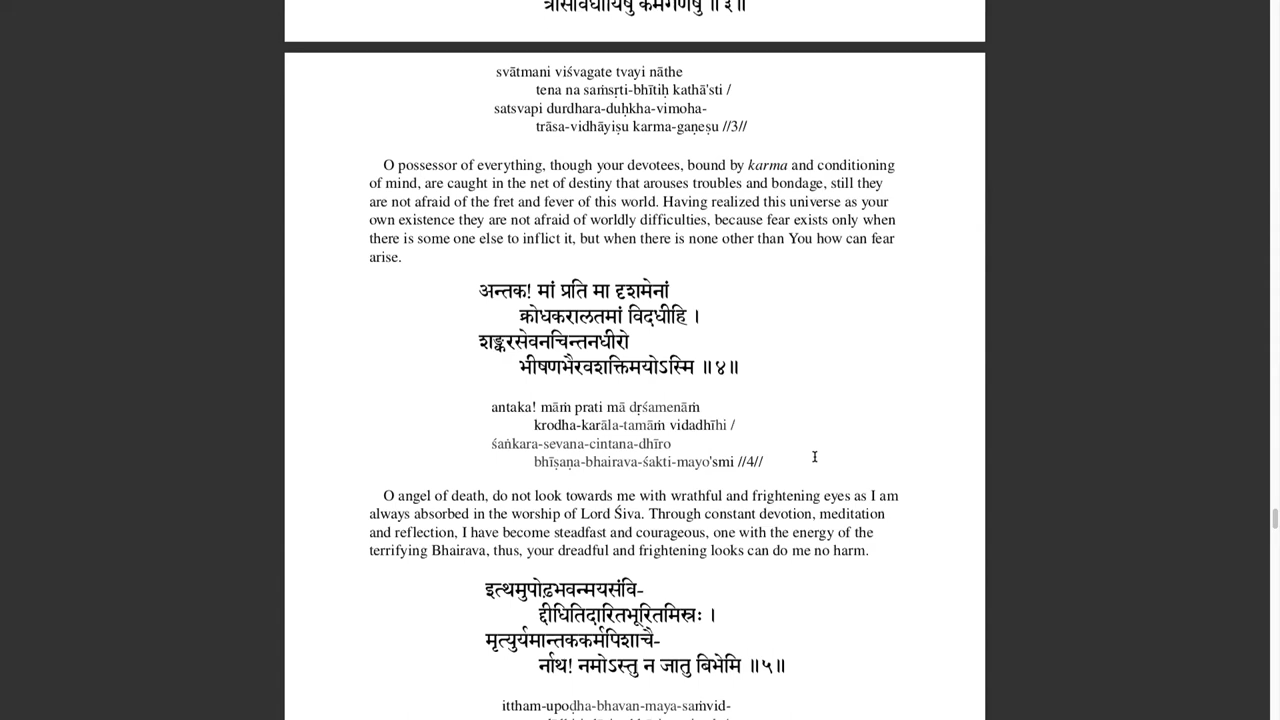 त्रासविधायिषु कर्मगणेषु ॥३॥
svātmani viśvagate tvayi nāthe
tena na saṁsṛti-bhītiḥ kathā'sti /
satsvapi durdhara-duḥkha-vimoha-
trāsa-vidhāyiṣu karma-gaṇeṣu //3//
O possessor of everything, though your devotees, bound by karma and conditioning
of mind, are caught in the net of destiny that arouses troubles and bondage, still they
are not afraid of the fret and fever of this world. Having realized this universe as your
own existence they are not afraid of worldly difficulties, because fear exists only when
there is some one else to inflict it, but when there is none other than You how can fear
arise.
अन्तक! मां प्रति मा दृशमेनां
क्रोधकरालतमां विदधीहि ।
शङ्करसेवनचिन्तनधीरो
भीषणभैरवशक्तिमयोऽस्मि ॥४॥
antaka! māṁ prati mā dṛśamenāṁ
krodha-karāla-tamāṁ vidadhīhi /
śaṅkara-sevana-cintana-dhīro
bhīṣaṇa-bhairava-śakti-mayo'smi //4//
O angel of death, do not look towards me with wrathful and frightening eyes as I am
always absorbed in the worship of Lord Śiva. Through constant devotion, meditation
and reflection, I have become steadfast and courageous, one with the energy of the
terrifying Bhairava, thus, your dreadful and frightening looks can do me no harm.
इत्थमुपोढभवन्मयसंवि-
द्दीधितिदारितभूरितमिस्रः ।
मृत्युर्यमान्तककर्मपिशाचै-
र्नाथ! नमोऽस्तु न जातु बिभेमि ॥५॥
ittham-upoḍha-bhavan-maya-saṁvid-